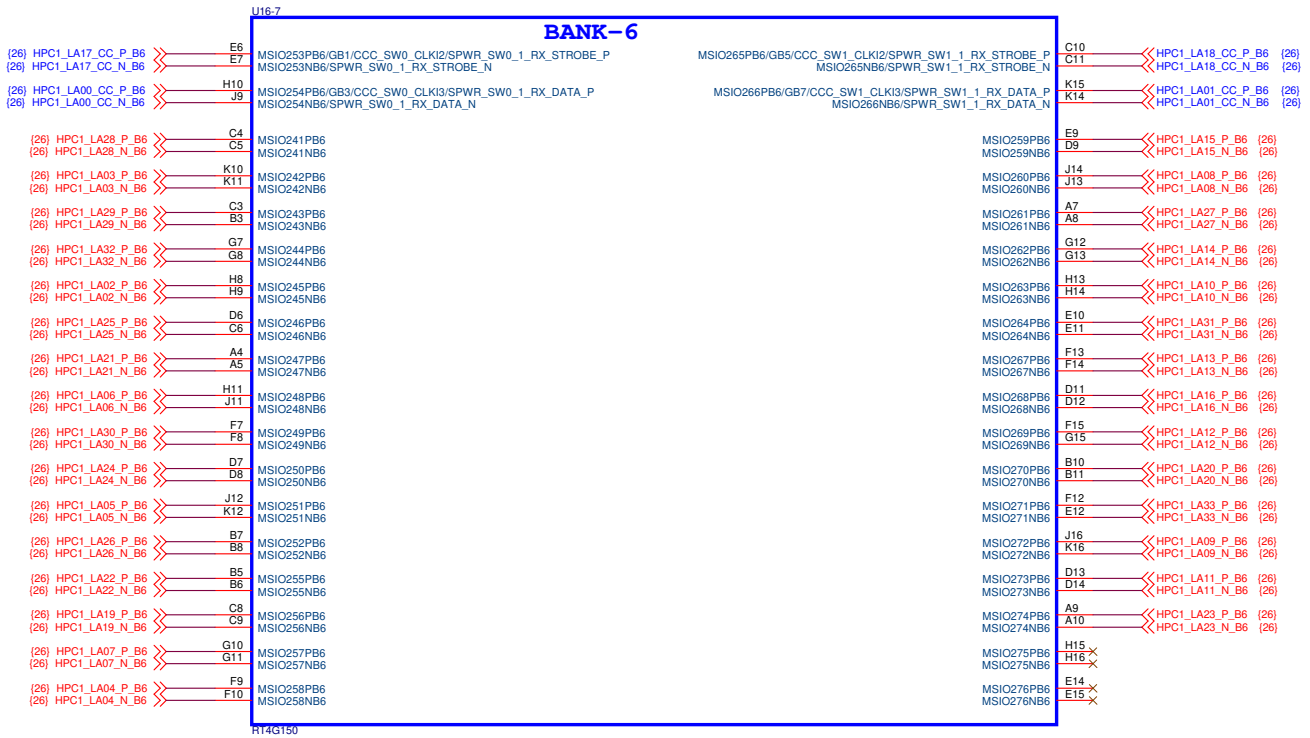 U16-7
BANK-6
{26} HPC1_LA17_CC_P_B6 E6 MSIO253PB6/GB1/CCC_SW0_CLKI2/SPWR_SW0_1_RX_STROBE_P MSIO265PB6/GB5/CCC_SW1_CLKI2/SPWR_SW1_1_RX_STROBE_P C10 HPC1_LA18_CC_P_B6 {26}
{26} HPC1_LA17_CC_N_B6 E7 MSIO253NB6/SPWR_SW0_1_RX_STROBE_N MSIO265NB6/SPWR_SW1_1_RX_STROBE_N C11 HPC1_LA18_CC_N_B6 {26}
{26} HPC1_LA00_CC_P_B6 H10 MSIO254PB6/GB3/CCC_SW0_CLKI3/SPWR_SW0_1_RX_DATA_P MSIO266PB6/GB7/CCC_SW1_CLKI3/SPWR_SW1_1_RX_DATA_P K15 HPC1_LA01_CC_P_B6 {26}
{26} HPC1_LA00_CC_N_B6 J9 MSIO254NB6/SPWR_SW0_1_RX_DATA_N MSIO266NB6/SPWR_SW1_1_RX_DATA_N K14 HPC1_LA01_CC_N_B6 {26}
{26} HPC1_LA28_P_B6 C4 MSIO241PB6 MSIO259PB6 E9 HPC1_LA15_P_B6 {26}
{26} HPC1_LA28_N_B6 C5 MSIO241NB6 MSIO259NB6 D9 HPC1_LA15_N_B6 {26}
{26} HPC1_LA03_P_B6 K10 MSIO242PB6 MSIO260PB6 J14 HPC1_LA08_P_B6 {26}
{26} HPC1_LA03_N_B6 K11 MSIO242NB6 MSIO260NB6 J13 HPC1_LA08_N_B6 {26}
{26} HPC1_LA29_P_B6 C3 MSIO243PB6 MSIO261PB6 A7 HPC1_LA27_P_B6 {26}
{26} HPC1_LA29_N_B6 B3 MSIO243NB6 MSIO261NB6 A8 HPC1_LA27_N_B6 {26}
{26} HPC1_LA32_P_B6 G7 MSIO244PB6 MSIO262PB6 G12 HPC1_LA14_P_B6 {26}
{26} HPC1_LA32_N_B6 G8 MSIO244NB6 MSIO262NB6 G13 HPC1_LA14_N_B6 {26}
{26} HPC1_LA02_P_B6 H8 MSIO245PB6 MSIO263PB6 H13 HPC1_LA10_P_B6 {26}
{26} HPC1_LA02_N_B6 H9 MSIO245NB6 MSIO263NB6 H14 HPC1_LA10_N_B6 {26}
{26} HPC1_LA25_P_B6 D6 MSIO246PB6 MSIO264PB6 E10 HPC1_LA31_P_B6 {26}
{26} HPC1_LA25_N_B6 C6 MSIO246NB6 MSIO264NB6 E11 HPC1_LA31_N_B6 {26}
{26} HPC1_LA21_P_B6 A4 MSIO247PB6 MSIO267PB6 F13 HPC1_LA13_P_B6 {26}
{26} HPC1_LA21_N_B6 A5 MSIO247NB6 MSIO267NB6 F14 HPC1_LA13_N_B6 {26}
{26} HPC1_LA06_P_B6 H11 MSIO248PB6 MSIO268PB6 D11 HPC1_LA16_P_B6 {26}
{26} HPC1_LA06_N_B6 J11 MSIO248NB6 MSIO268NB6 D12 HPC1_LA16_N_B6 {26}
{26} HPC1_LA30_P_B6 F7 MSIO249PB6 MSIO269PB6 F15 HPC1_LA12_P_B6 {26}
{26} HPC1_LA30_N_B6 F8 MSIO249NB6 MSIO269NB6 G15 HPC1_LA12_N_B6 {26}
{26} HPC1_LA24_P_B6 D7 MSIO250PB6 MSIO270PB6 B10 HPC1_LA20_P_B6 {26}
{26} HPC1_LA24_N_B6 D8 MSIO250NB6 MSIO270NB6 B11 HPC1_LA20_N_B6 {26}
{26} HPC1_LA05_P_B6 J12 MSIO251PB6 MSIO271PB6 F12 HPC1_LA33_P_B6 {26}
{26} HPC1_LA05_N_B6 K12 MSIO251NB6 MSIO271NB6 E12 HPC1_LA33_N_B6 {26}
{26} HPC1_LA26_P_B6 B7 MSIO252PB6 MSIO272PB6 J16 HPC1_LA09_P_B6 {26}
{26} HPC1_LA26_N_B6 B8 MSIO252NB6 MSIO272NB6 K16 HPC1_LA09_N_B6 {26}
{26} HPC1_LA22_P_B6 B5 MSIO255PB6 MSIO273PB6 D13 HPC1_LA11_P_B6 {26}
{26} HPC1_LA22_N_B6 B6 MSIO255NB6 MSIO273NB6 D14 HPC1_LA11_N_B6 {26}
{26} HPC1_LA19_P_B6 C8 MSIO256PB6 MSIO274PB6 A9 HPC1_LA23_P_B6 {26}
{26} HPC1_LA19_N_B6 C9 MSIO256NB6 MSIO274NB6 A10 HPC1_LA23_N_B6 {26}
{26} HPC1_LA07_P_B6 G10 MSIO257PB6 MSIO275PB6 H15
{26} HPC1_LA07_N_B6 G11 MSIO257NB6 MSIO275NB6 H16
{26} HPC1_LA04_P_B6 F9 MSIO258PB6 MSIO276PB6 E14
{26} HPC1_LA04_N_B6 F10 MSIO258NB6 MSIO276NB6 E15
RT4G150